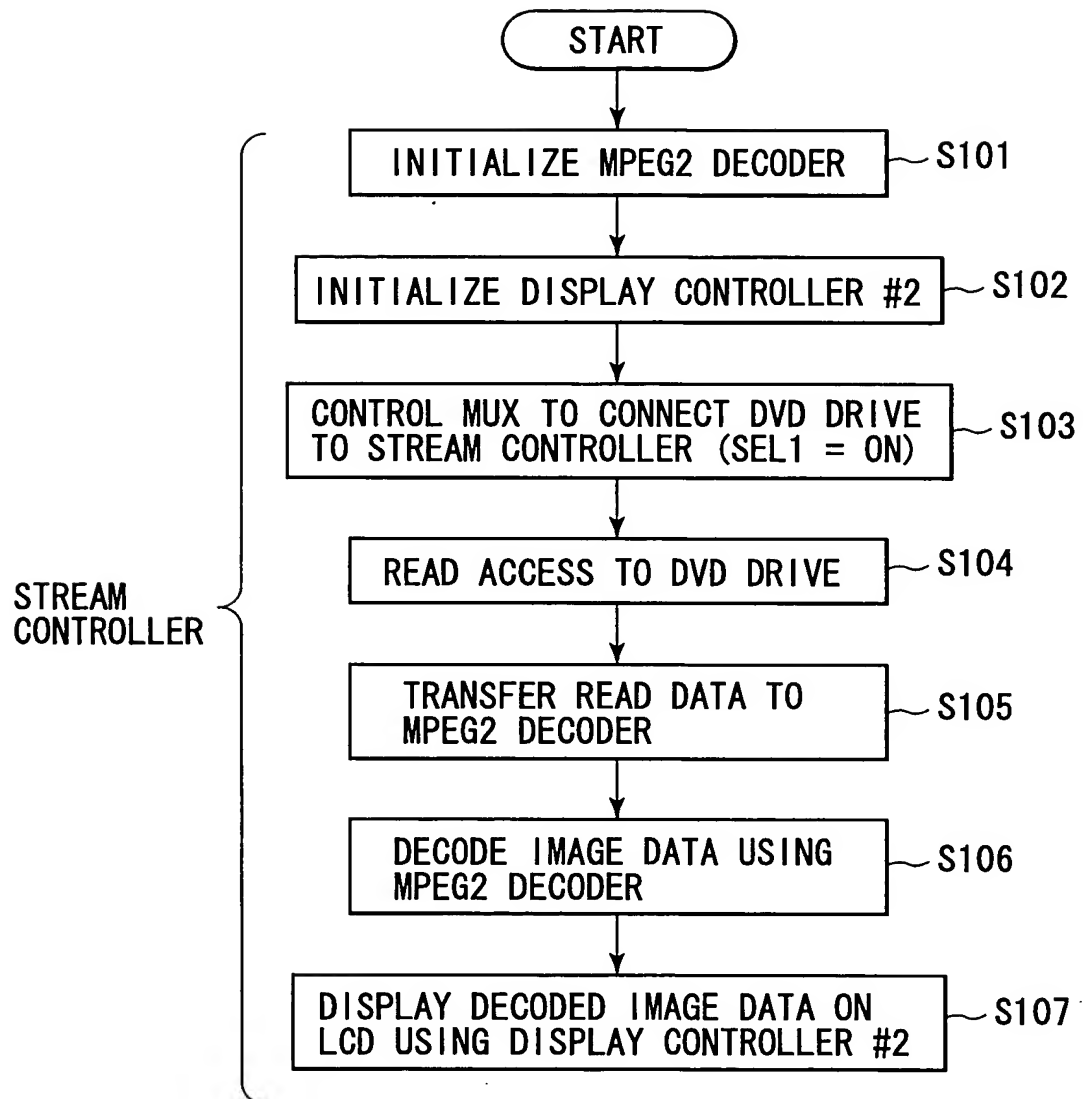 START
INITIALIZE MPEG2 DECODER
S101
INITIALIZE DISPLAY CONTROLLER #2
S102
CONTROL MUX TO CONNECT DVD DRIVE
TO STREAM CONTROLLER (SEL1 = ON)
S103
READ ACCESS TO DVD DRIVE
S104
STREAM
CONTROLLER
TRANSFER READ DATA TO
MPEG2 DECODER
S105
DECODE IMAGE DATA USING
MPEG2 DECODER
S106
DISPLAY DECODED IMAGE DATA ON
LCD USING DISPLAY CONTROLLER #2
S107